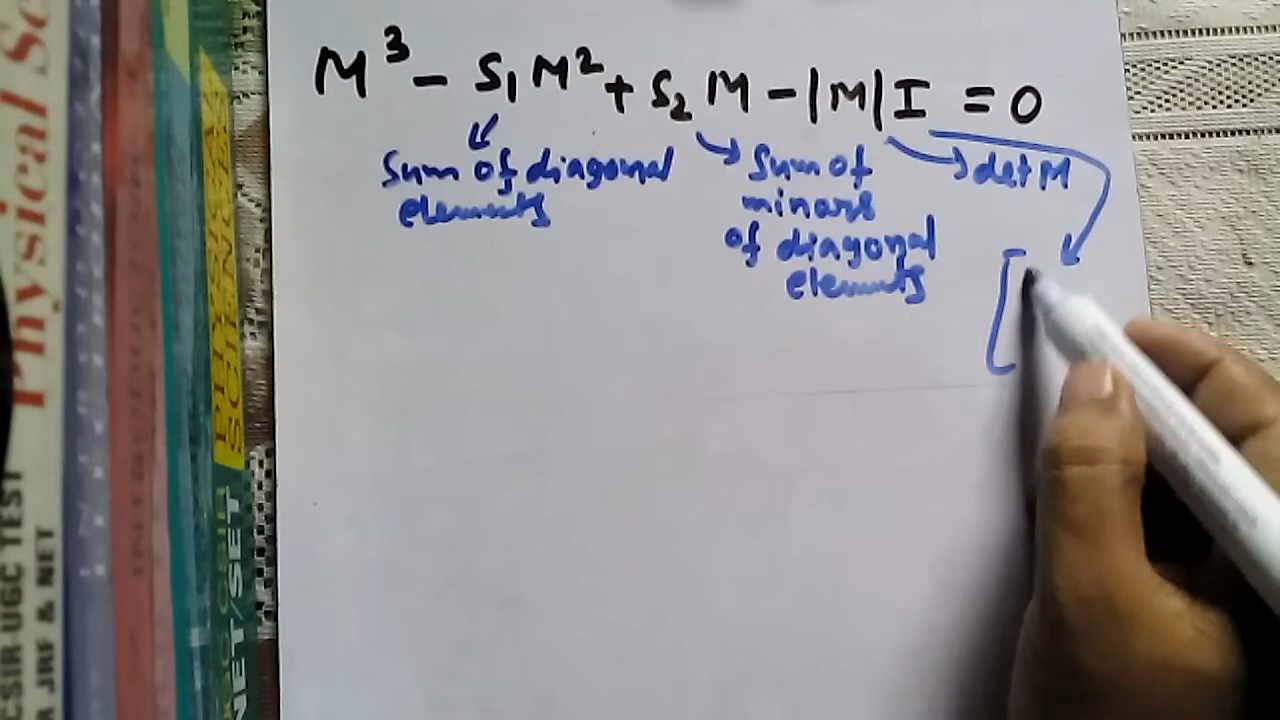 M³ - S₁M² + S₂M - |M| I = 0
Sum of diagonal
elements
Sum of
minors
of diagonal
elements
det M
[
Physical Sc
CSIR-UGC TEST
JRF & NET
NET/SET